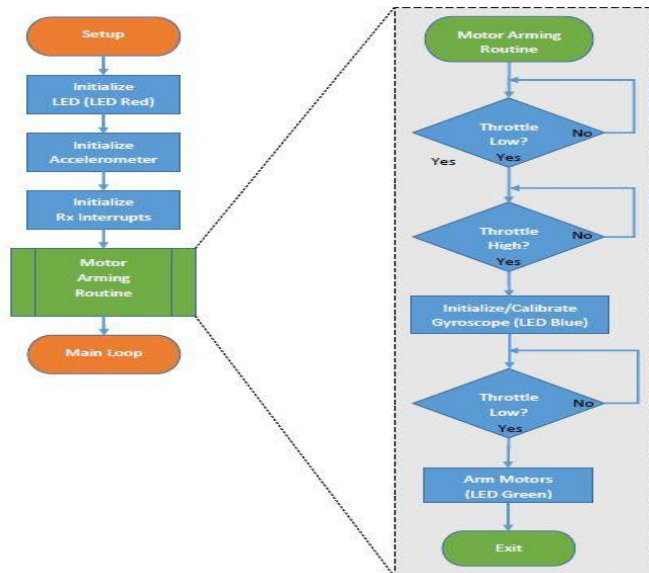 Setup
Initialize
LED (LED Red)
Initialize
Accelerometer
Initialize
Rx Interrupts
Motor
Arming
Routine
Main Loop
Motor Arming
Routine
Throttle
Low?
No
Yes
Yes
Throttle
High?
No
Yes
Initialize/Calibrate
Gyroscope (LED Blue)
Throttle
Low?
No
Yes
Arm Motors
(LED Green)
Exit